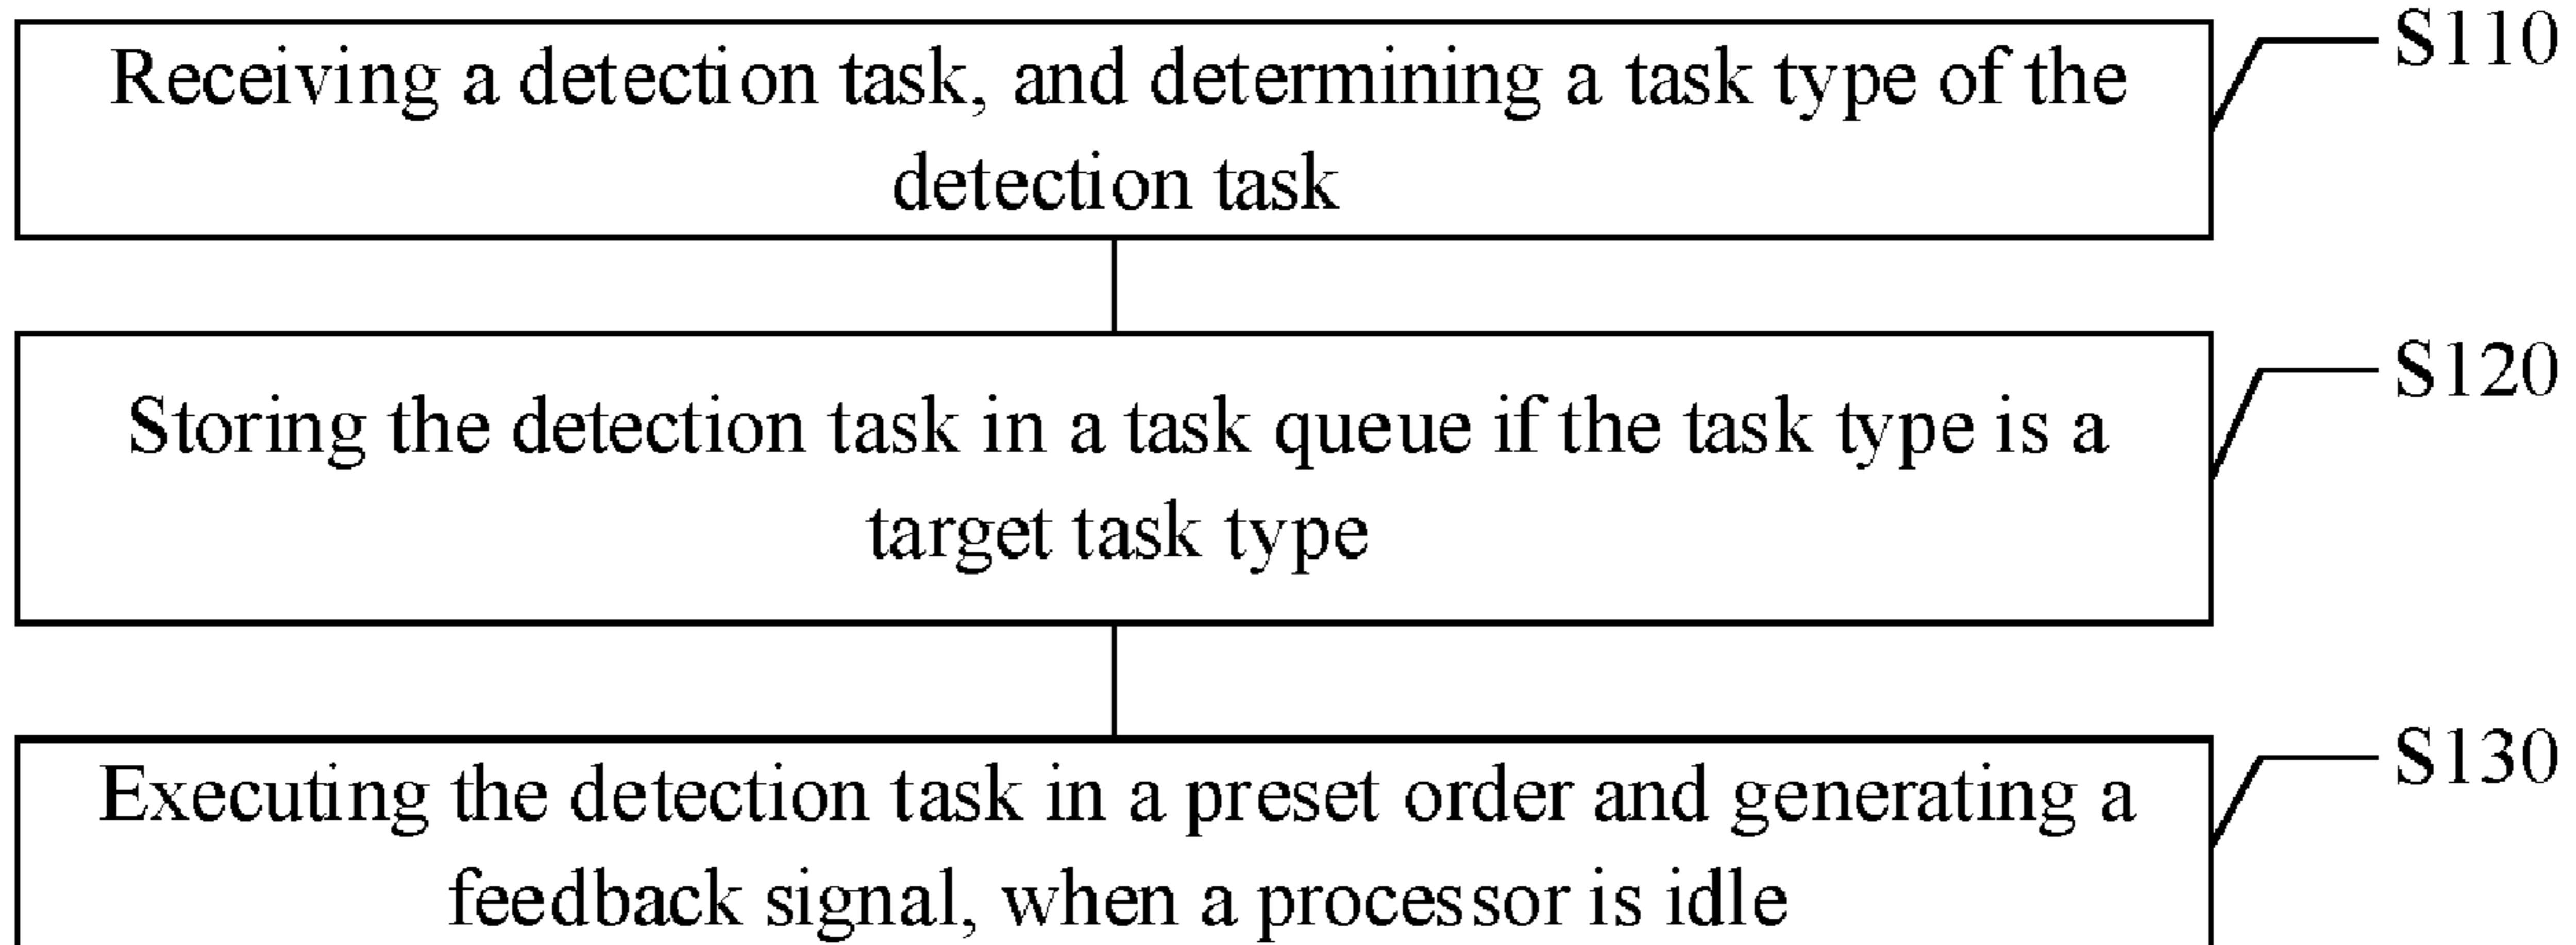 Receiving a detection task, and determining a task type of the
detection task
S110
Storing the detection task in a task queue if the task type is a
target task type
S120
Executing the detection task in a preset order and generating a
feedback signal, when a processor is idle
S130